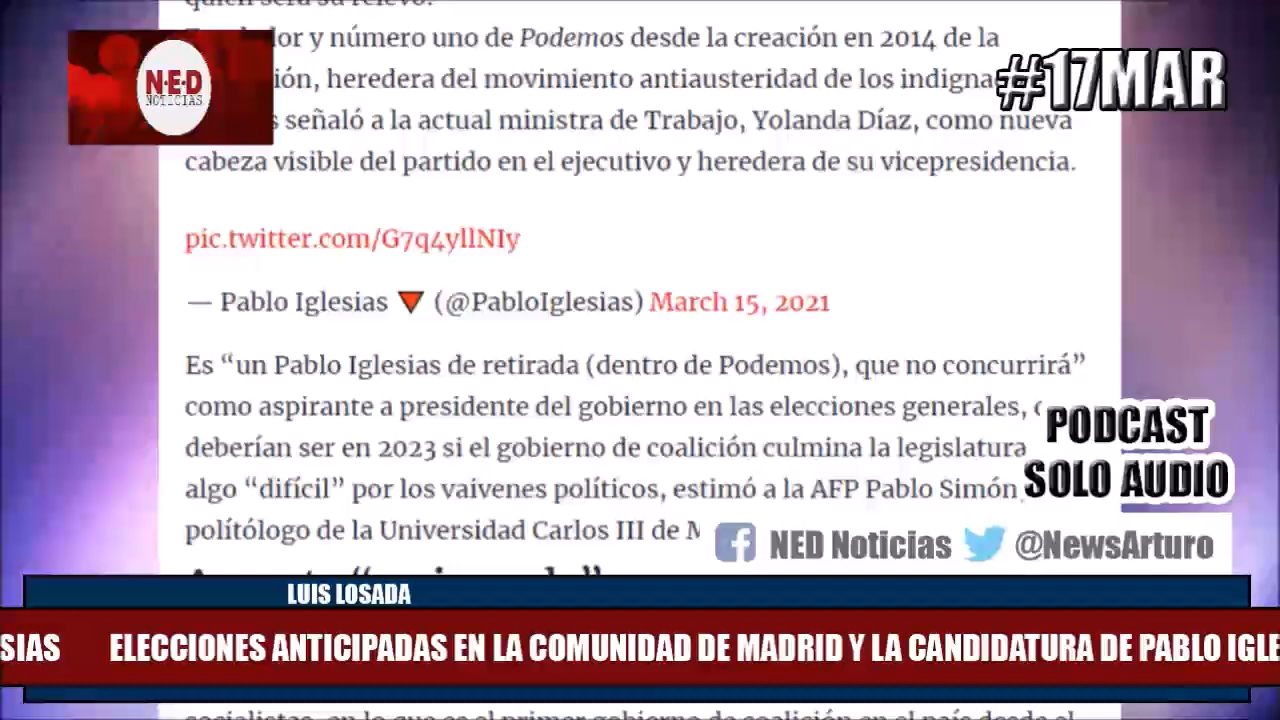 quien será su relevo.
y número uno de Podemos desde la creación en 2014 de la
heredera del movimiento antiausteridad de los
señaló a la actual ministra de Trabajo, Yolanda Díaz, como nueva
cabeza visible del partido en el ejecutivo y heredera de su vicepresidencia.
N·E·D
NOTICIAS
#17MAR
pic.twitter.com/G7q4yllNIy
— Pablo Iglesias 🔻 (@PabloIglesias) March 15, 2021
Es “un Pablo Iglesias de retirada (dentro de Podemos), que no concurrirá”
como aspirante a presidente del gobierno en las elecciones generales,
deberían ser en 2023 si el gobierno de coalición culmina la legislatura
algo “difícil” por los vaivenes políticos, estimó a la AFP Pablo Simón
politólogo de la Universidad Carlos III de
PODCAST
SOLO AUDIO
NED Noticias @NewsArturo
LUIS LOSADA
SIAS ELECCIONES ANTICIPADAS EN LA COMUNIDAD DE MADRID Y LA CANDIDATURA DE PABLO IGLE